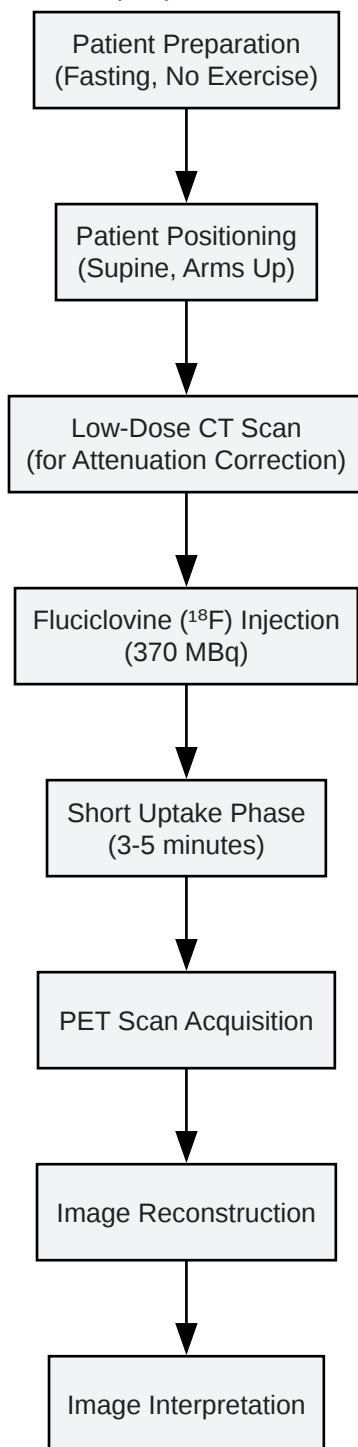 Patient Preparation
(Fasting, No Exercise)
Patient Positioning
(Supine, Arms Up)
Low-Dose CT Scan
(for Attenuation Correction)
Fluciclovine (¹⁸F) Injection
(370 MBq)
Short Uptake Phase
(3-5 minutes)
PET Scan Acquisition
Image Reconstruction
Image Interpretation